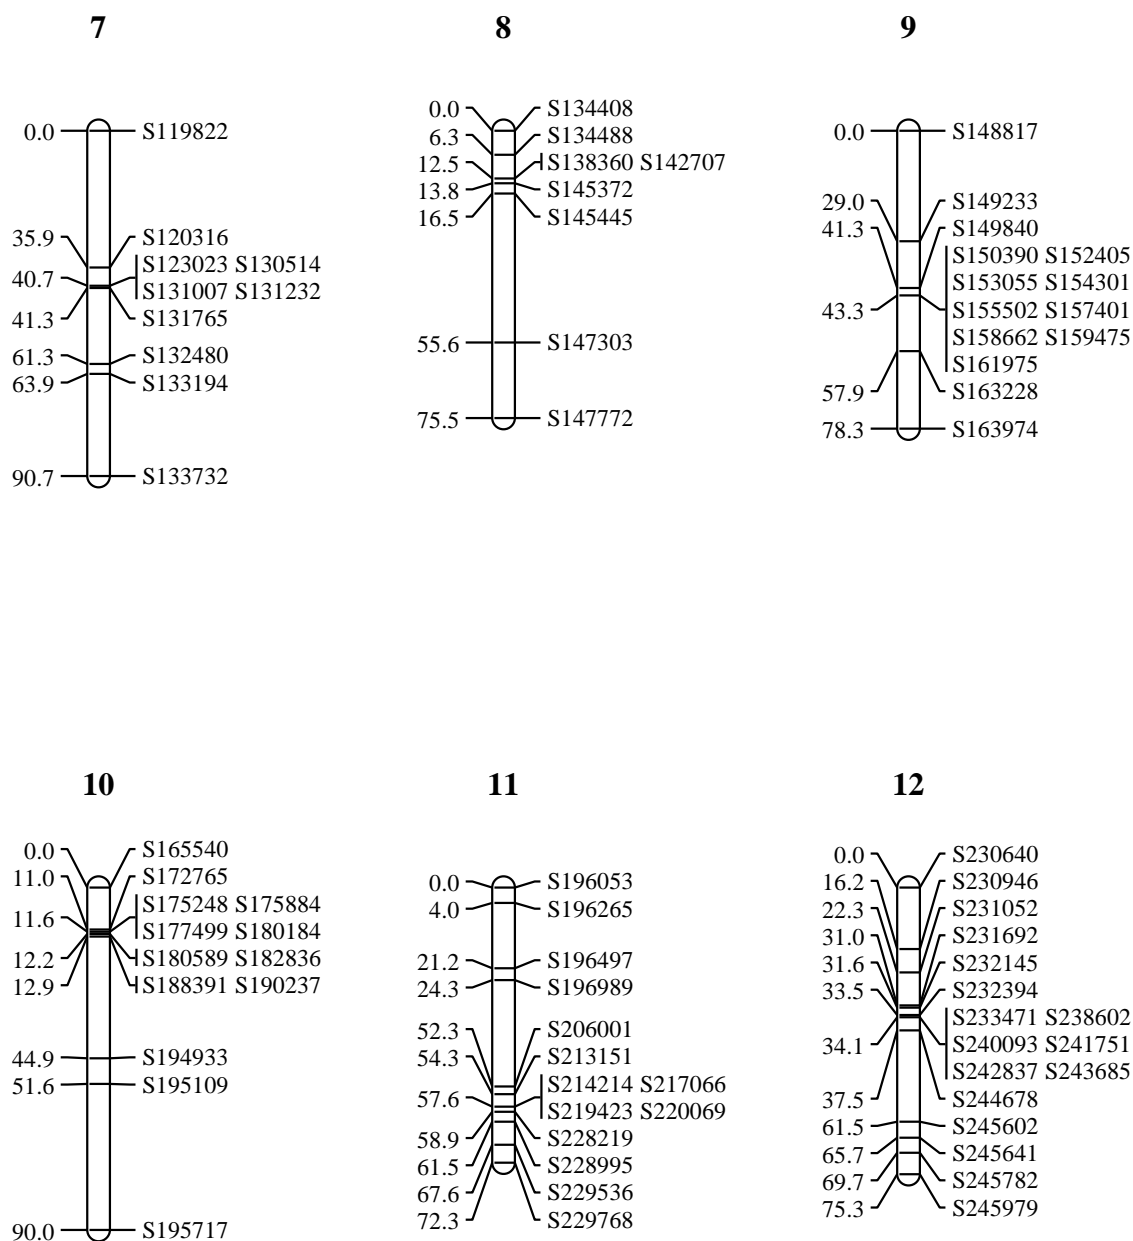 7
0.0 S119822
35.9 S120316
S123023 S130514
40.7
S131007 S131232
41.3 S131765
61.3 S132480
63.9 S133194
90.7 S133732
8
0.0 S134408
6.3 S134488
12.5 S138360 S142707
13.8 S145372
16.5 S145445
55.6 S147303
75.5 S147772
9
0.0 S148817
29.0 S149233
41.3 S149840
S150390 S152405
S153055 S154301
43.3 S155502 S157401
S158662 S159475
S161975
57.9 S163228
78.3 S163974
10
0.0 S165540
11.0 S172765
S175248 S175884
11.6
S177499 S180184
12.2 S180589 S182836
12.9 S188391 S190237
44.9 S194933
51.6 S195109
90.0 S195717
11
0.0 S196053
4.0 S196265
21.2 S196497
24.3 S196989
52.3 S206001
54.3 S213151
S214214 S217066
57.6
S219423 S220069
58.9 S228219
61.5 S228995
67.6 S229536
72.3 S229768
12
0.0 S230640
16.2 S230946
22.3 S231052
31.0 S231692
31.6 S232145
33.5 S232394
S233471 S238602
34.1 S240093 S241751
S242837 S243685
37.5 S244678
61.5 S245602
65.7 S245641
69.7 S245782
75.3 S245979